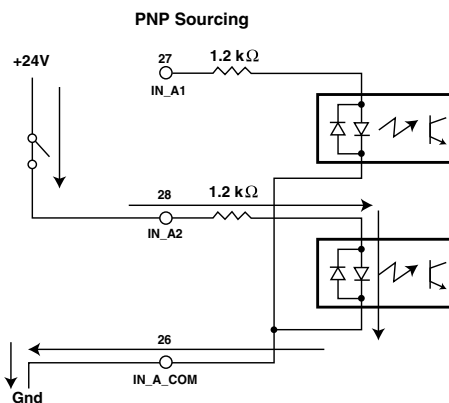 PNP Sourcing
+24V
27
1.2 kΩ
IN_A1
28
1.2 kΩ
IN_A2
26
IN_A_COM
Gnd